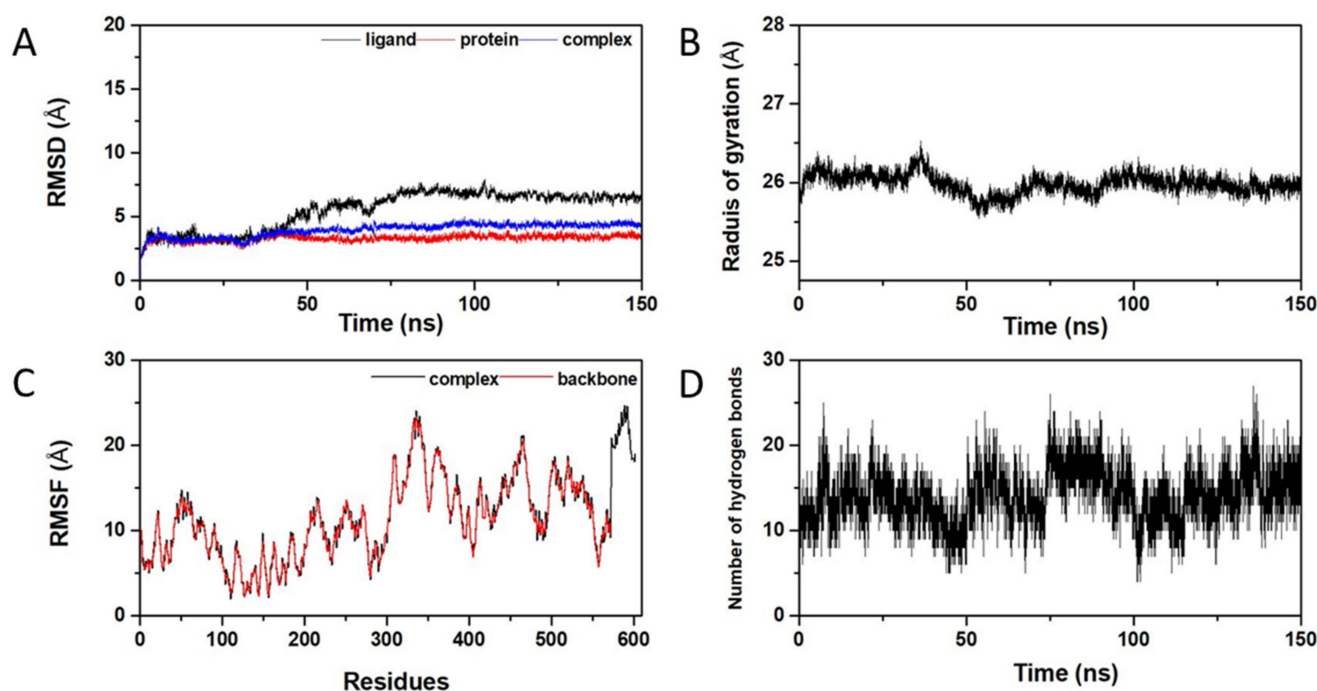 A
20
15
10
5
0
RMSD (Å)
ligand protein complex
0 50 100 150
Time (ns)
B
28
27
26
25
Raduis of gyration (Å)
0 50 100 150
Time (ns)
C
30
20
10
0
RMSF (Å)
complex backbone
0 100 200 300 400 500 600
Residues
D
30
20
10
0
Number of hydrogen bonds
0 50 100 150
Time (ns)